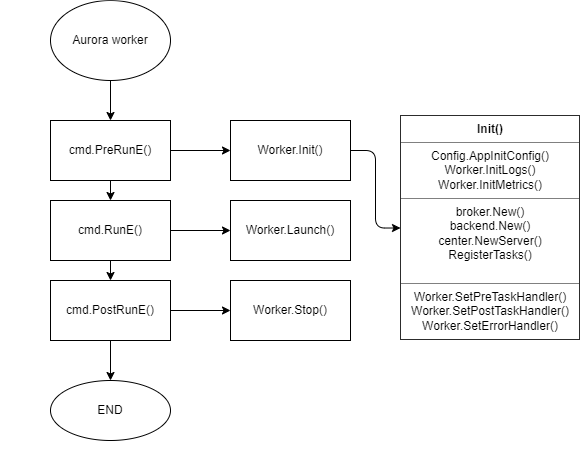 Aurora worker
cmd.PreRunE()
Worker.Init()
cmd.RunE()
Worker.Launch()
cmd.PostRunE()
Worker.Stop()
END
Init()
Config.AppInitConfig()
Worker.InitLogs()
Worker.InitMetrics()
broker.New()
backend.New()
center.NewServer()
RegisterTasks()
Worker.SetPreTaskHandler()
Worker.SetPostTaskHandler()
Worker.SetErrorHandler()